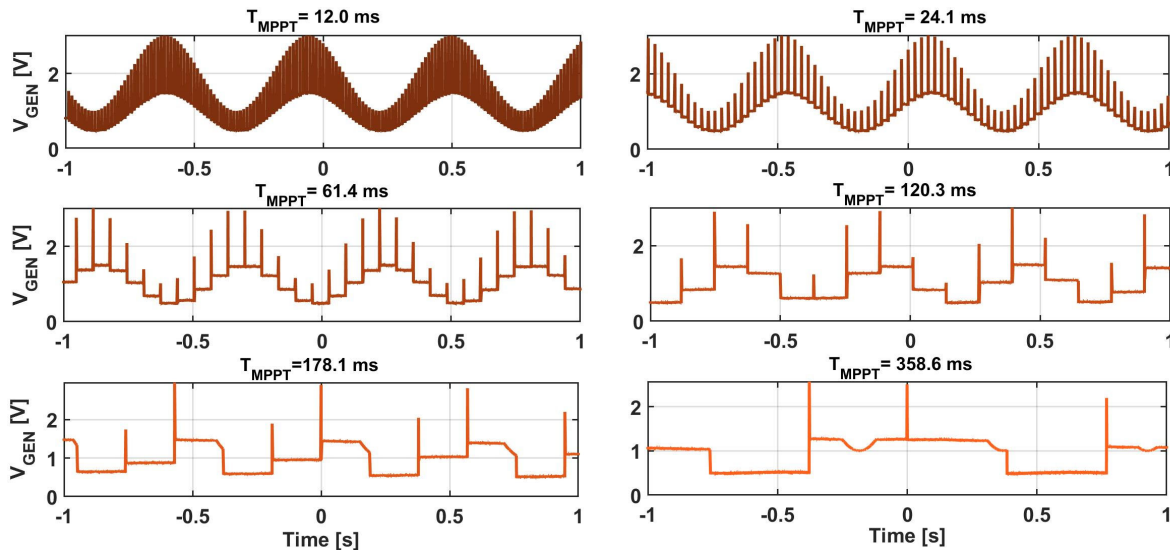 T_MPPT= 12.0 ms
T_MPPT= 24.1 ms
V_GEN [V]
2
0
-1 -0.5 0 0.5 1
2
0
-1 -0.5 0 0.5 1
T_MPPT= 61.4 ms
T_MPPT= 120.3 ms
V_GEN [V]
2
0
-1 -0.5 0 0.5 1
2
0
-1 -0.5 0 0.5 1
T_MPPT=178.1 ms
T_MPPT= 358.6 ms
V_GEN [V]
2
1
0
-1 -0.5 0 0.5 1
Time [s]
2
1
0
-1 -0.5 0 0.5 1
Time [s]